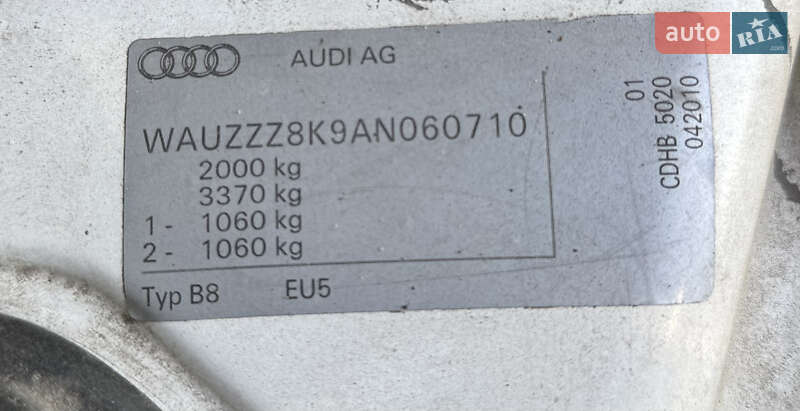 AUDI AG
WAUZZZ8K9AN060710
2000 kg
3370 kg
1- 1060 kg
2- 1060 kg
Typ B8 EU5
01
CDHB 5020
042010
auto RIA
.com